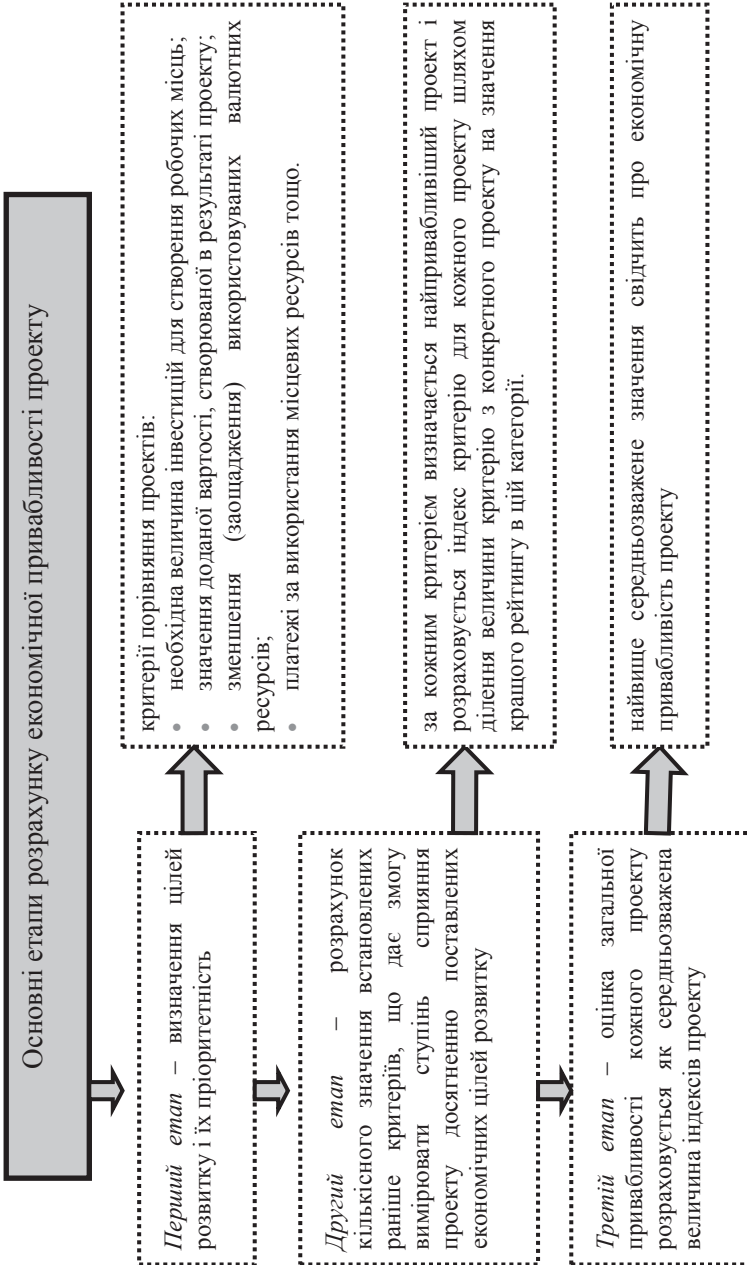 Основні етапи розрахунку економічної привабливості проекту
Перший етап – визначення цілей
розвитку і їх пріоритетність
критерії порівняння проектів:
• необхідна величина інвестицій для створення робочих місць;
• значення доданої вартості, створюваної в результаті проекту;
• зменшення (заощадження) використовуваних валютних
ресурсів;
• платежі за використання місцевих ресурсів тощо.
Другий етап – розрахунок
кількісного значення встановлених
раніше критеріїв, що дає змогу
вимірювати ступінь сприяння
проекту досягненню поставлених
економічних цілей розвитку
за кожним критерієм визначається найпривабливіший проект і
розраховується індекс критерію для кожного проекту шляхом
ділення величини критерію з конкретного проекту на значення
кращого рейтингу в цій категорії.
Третій етап – оцінка загальної
привабливості кожного проекту
розраховується як середньозважена
величина індексів проекту
найвище середньозважене значення свідчить про економічну
привабливість проекту